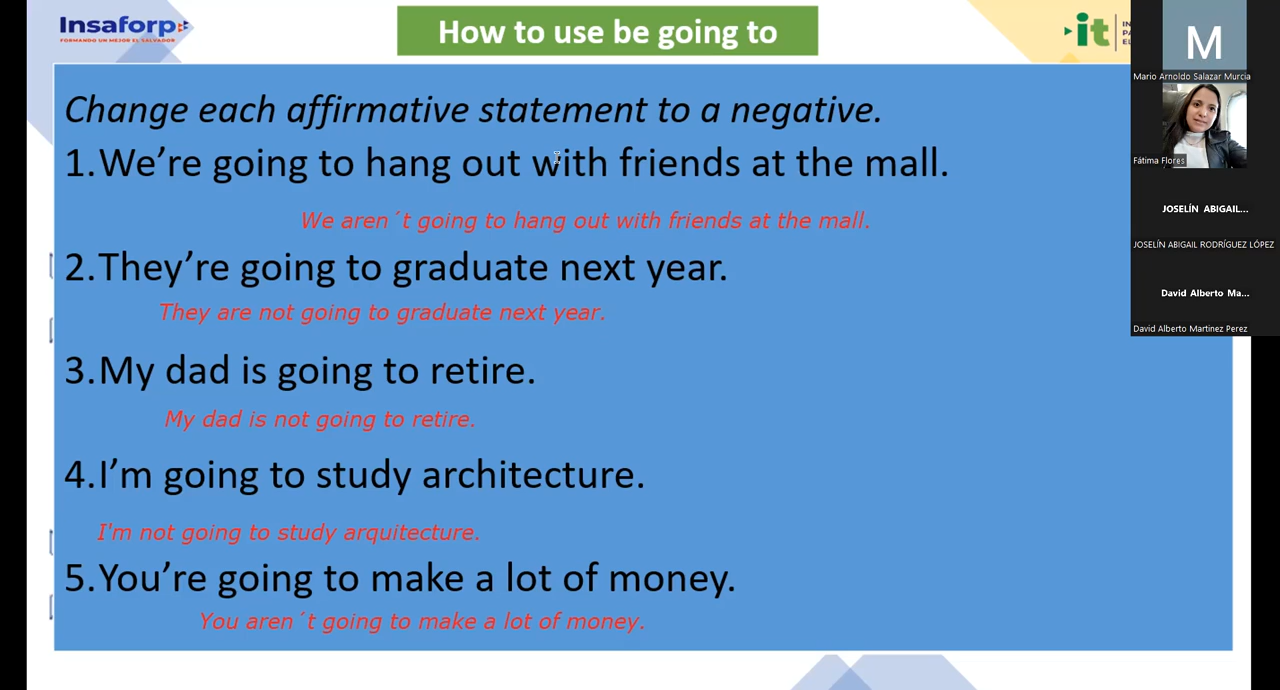 Insaforp
FORMANDO UN MEJOR EL SALVADOR
How to use be going to
it
M
Mario Arnoldo Salazar Murcia
Fátima Flores
JOSELÍN ABIGAIL...
JOSELÍN ABIGAIL RODRÍGUEZ LÓPEZ
David Alberto Ma...
David Alberto Martinez Perez
Change each affirmative statement to a negative.
1.We’re going to hang out with friends at the mall.
We aren´t going to hang out with friends at the mall.
2.They’re going to graduate next year.
They are not going to graduate next year.
3.My dad is going to retire.
My dad is not going to retire.
4.I’m going to study architecture.
I'm not going to study arquitecture.
5.You’re going to make a lot of money.
You aren´t going to make a lot of money.